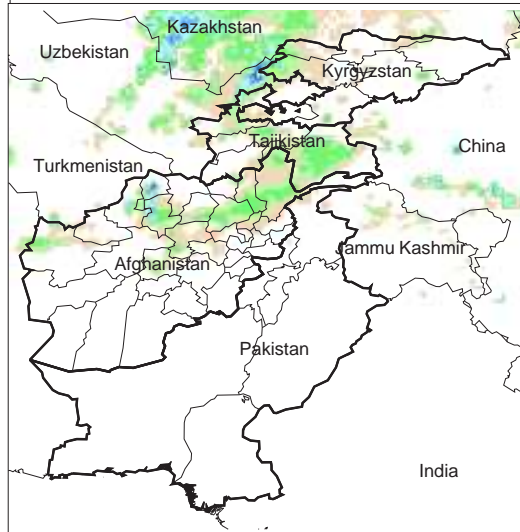 Kazakhstan
Uzbekistan
Kyrgyzstan
Tajikistan
China
Turkmenistan
Jammu Kashmir
Afghanistan
Pakistan
India